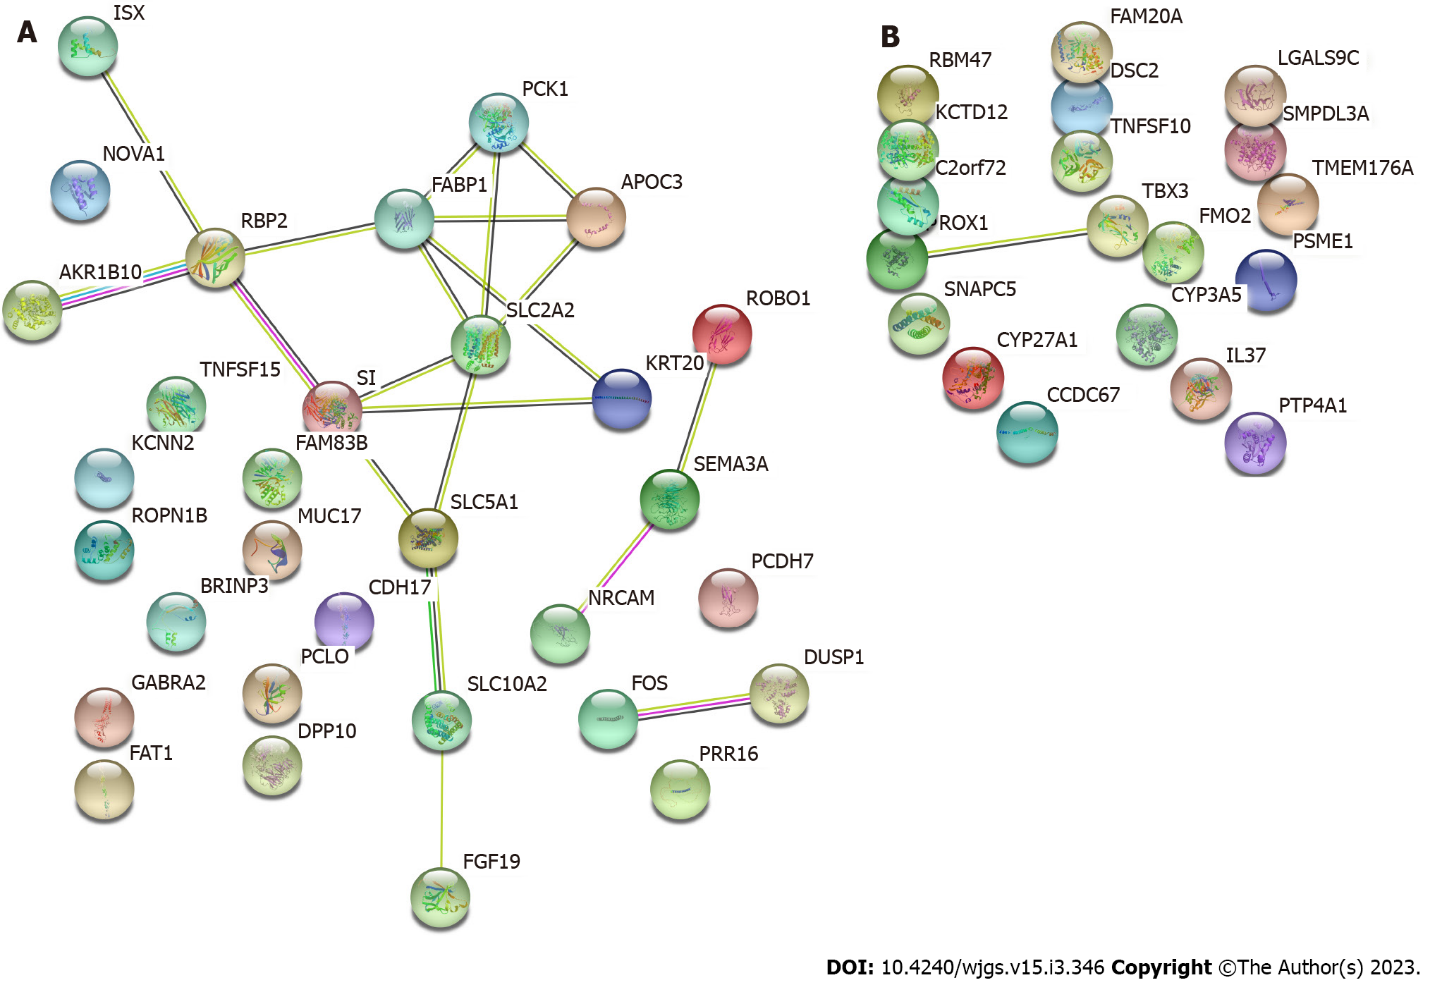 A
ISX
PCK1
NOVA1
FABP1
APOC3
RBP2
AKR1B10
SLC2A2
ROBO1
TNFSF15
SI
KRT20
KCNN2
FAM83B
SEMA3A
SLC5A1
ROPN1B
MUC17
PCDH7
BRINP3
CDH17
NRCAM
PCLO
DUSP1
GABRA2
SLC10A2
FOS
DPP10
FAT1
PRR16
FGF19
B
FAM20A
RBM47
DSC2
LGALS9C
KCTD12
TNFSF10
SMPDL3A
C2orf72
TMEM176A
TBX3
PROX1
FMO2
PSME1
SNAPC5
CYP3A5
CYP27A1
IL37
CCDC67
PTP4A1
DOI: 10.4240/wjgs.v15.i3.346 Copyright ©The Author(s) 2023.